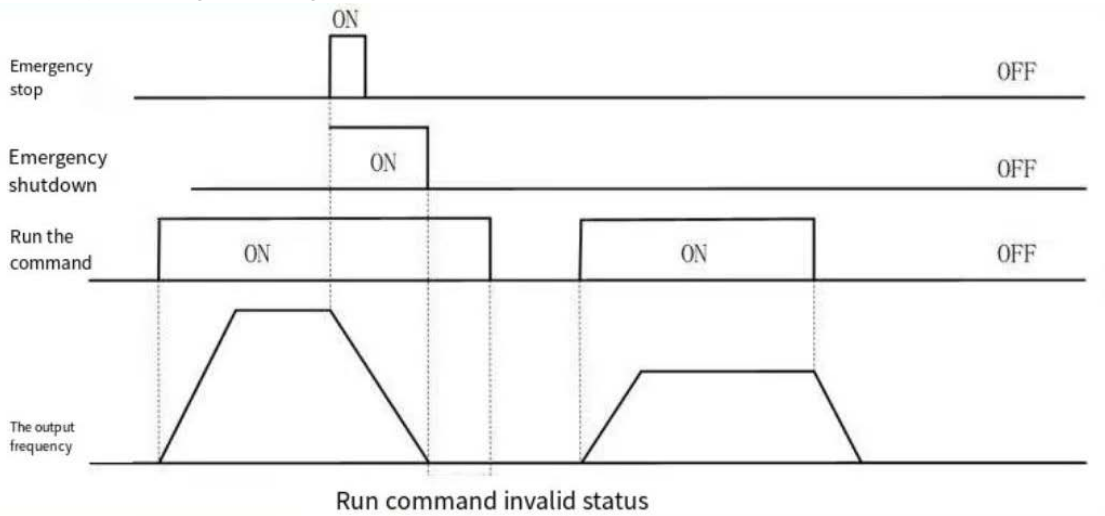 ON
Emergency
stop
OFF
Emergency
shutdown
ON
OFF
Run the
command
ON
ON
OFF
The output
frequency
Run command invalid status